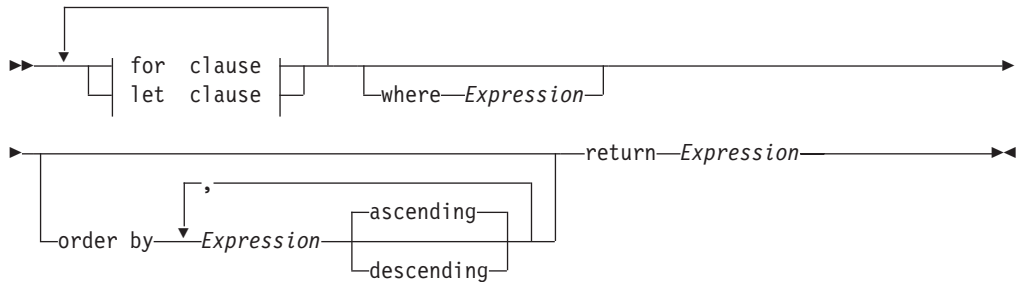 for clause
let clause
where Expression
return Expression
,
ascending
order by Expression
descending